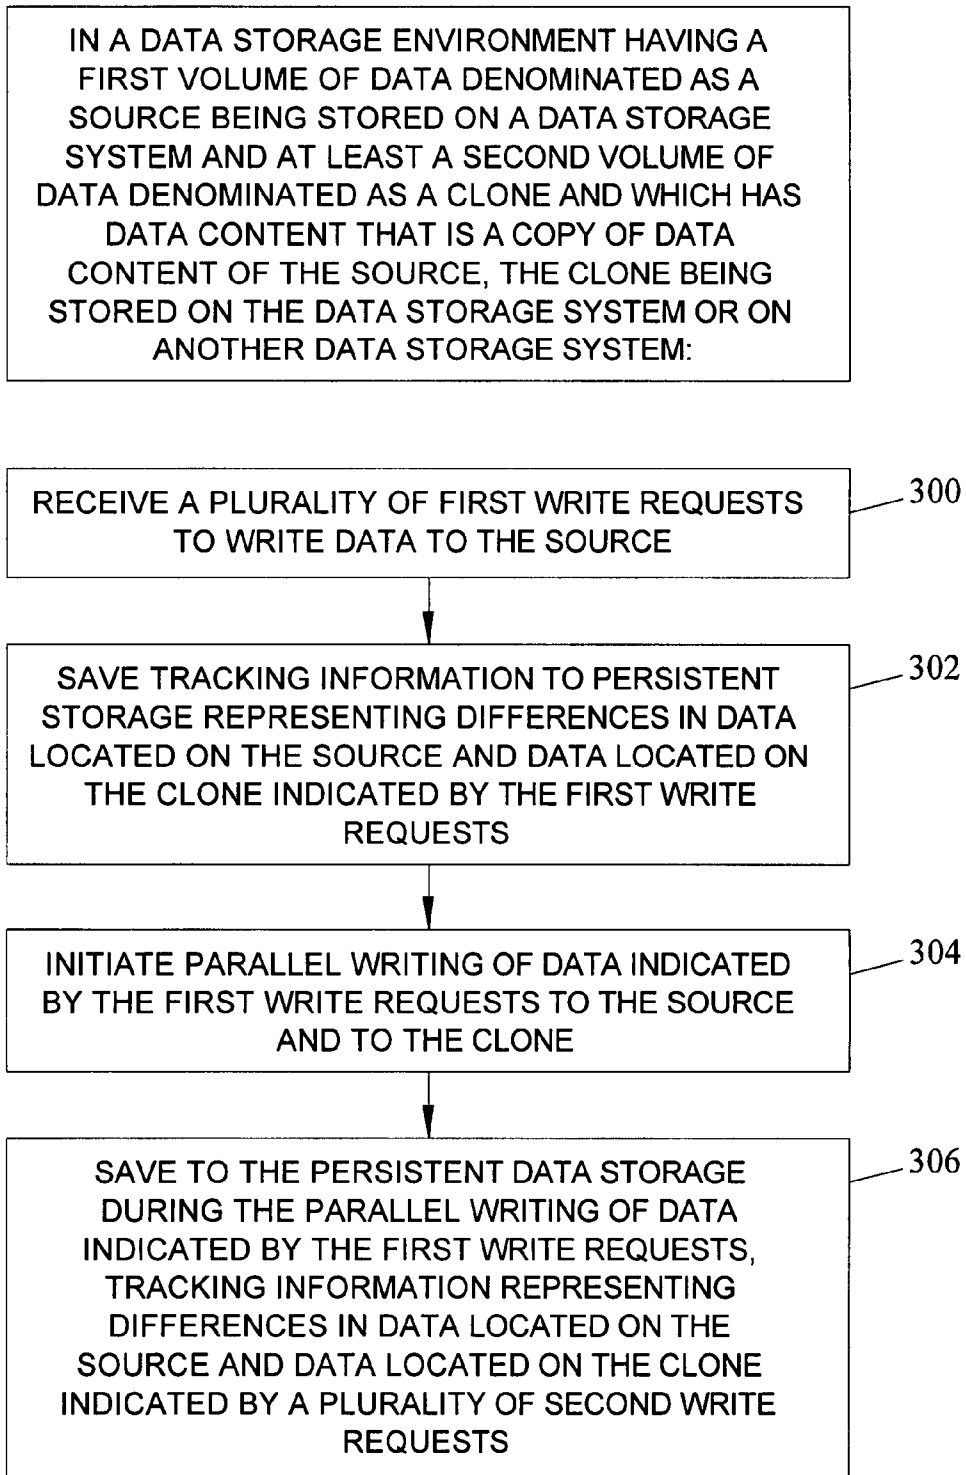 IN A DATA STORAGE ENVIRONMENT HAVING A
FIRST VOLUME OF DATA DENOMINATED AS A
SOURCE BEING STORED ON A DATA STORAGE
SYSTEM AND AT LEAST A SECOND VOLUME OF
DATA DENOMINATED AS A CLONE AND WHICH HAS
DATA CONTENT THAT IS A COPY OF DATA
CONTENT OF THE SOURCE, THE CLONE BEING
STORED ON THE DATA STORAGE SYSTEM OR ON
ANOTHER DATA STORAGE SYSTEM:
RECEIVE A PLURALITY OF FIRST WRITE REQUESTS
TO WRITE DATA TO THE SOURCE
300
SAVE TRACKING INFORMATION TO PERSISTENT
STORAGE REPRESENTING DIFFERENCES IN DATA
LOCATED ON THE SOURCE AND DATA LOCATED ON
THE CLONE INDICATED BY THE FIRST WRITE
REQUESTS
302
INITIATE PARALLEL WRITING OF DATA INDICATED
BY THE FIRST WRITE REQUESTS TO THE SOURCE
AND TO THE CLONE
304
SAVE TO THE PERSISTENT DATA STORAGE
DURING THE PARALLEL WRITING OF DATA
INDICATED BY THE FIRST WRITE REQUESTS,
TRACKING INFORMATION REPRESENTING
DIFFERENCES IN DATA LOCATED ON THE
SOURCE AND DATA LOCATED ON THE CLONE
INDICATED BY A PLURALITY OF SECOND WRITE
REQUESTS
306